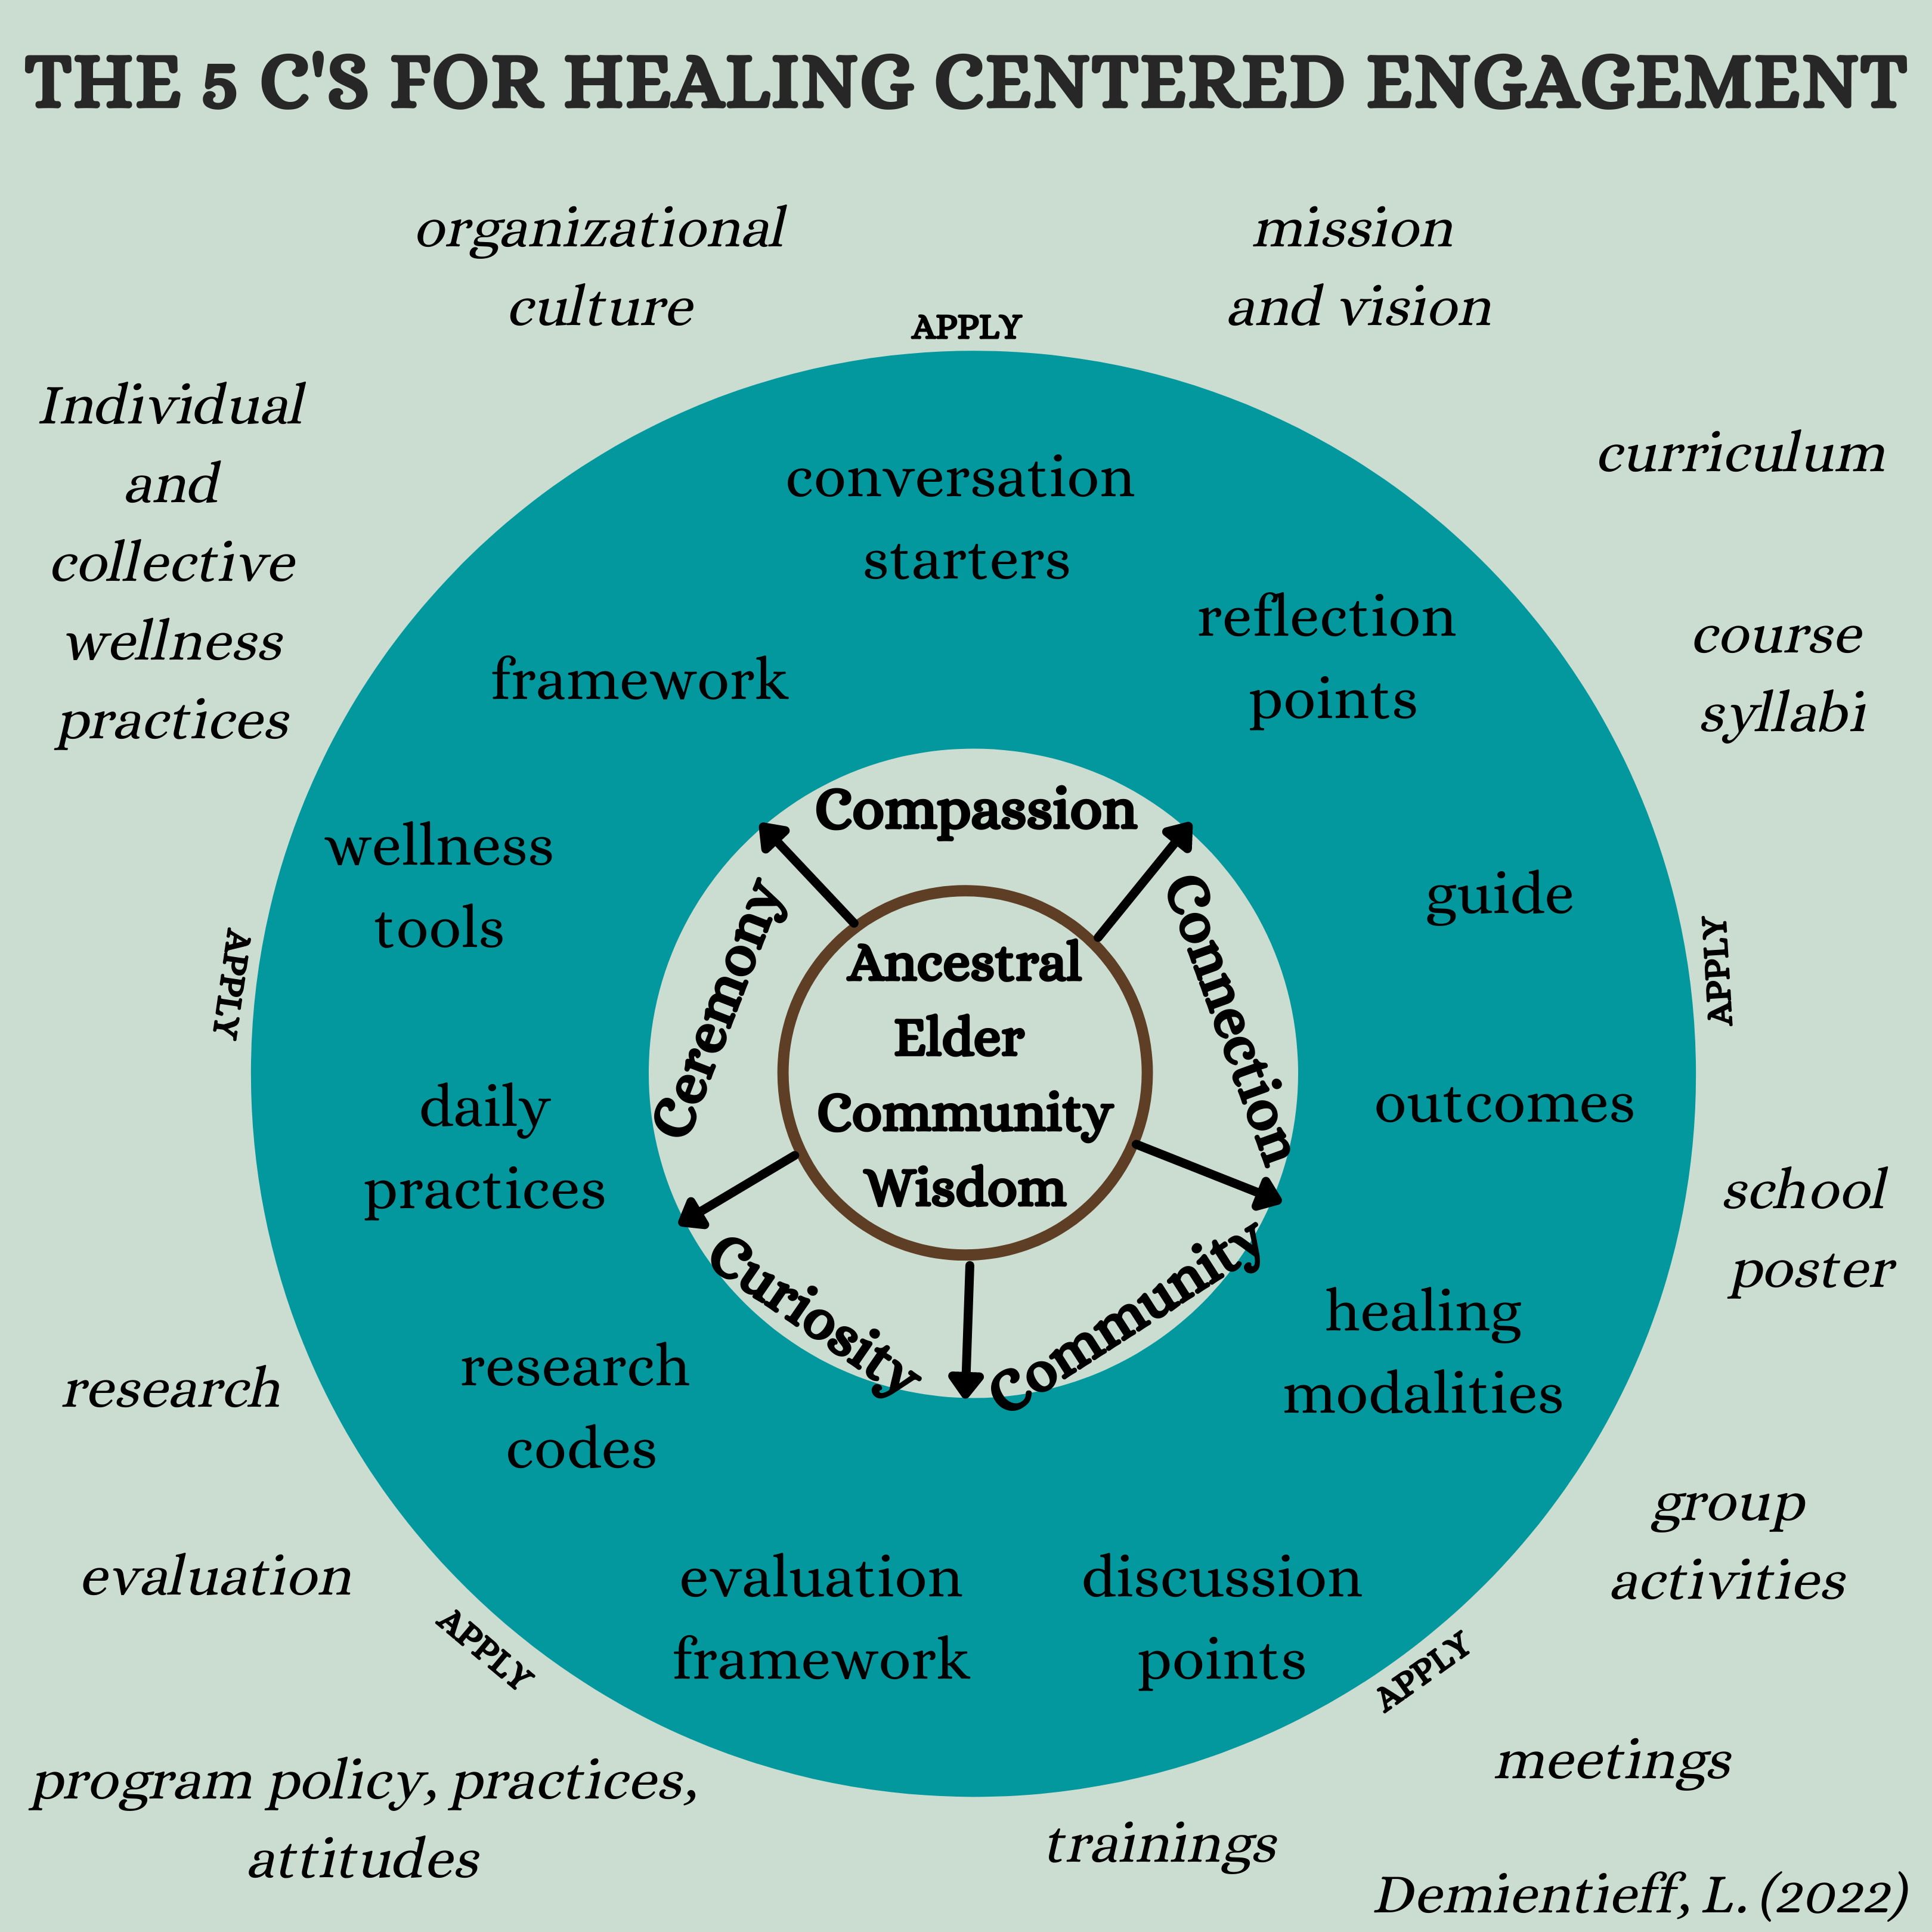 THE 5 C'S FOR HEALING CENTERED ENGAGEMENT
organizational
culture
mission
and vision
APPLY
Individual
and
collective
wellness
practices
curriculum
course
syllabi
conversation
starters
reflection
points
framework
wellness
tools
guide
Compassion
Ceremony
Connection
Ancestral
Elder
Community
Wisdom
APPLY
APPLY
daily
practices
outcomes
school
poster
Curiosity
Community
healing
modalities
research
research
codes
group
activities
evaluation
evaluation
framework
discussion
points
APPLY
APPLY
program policy, practices,
attitudes
meetings
trainings
Demientieff, L. (2022)